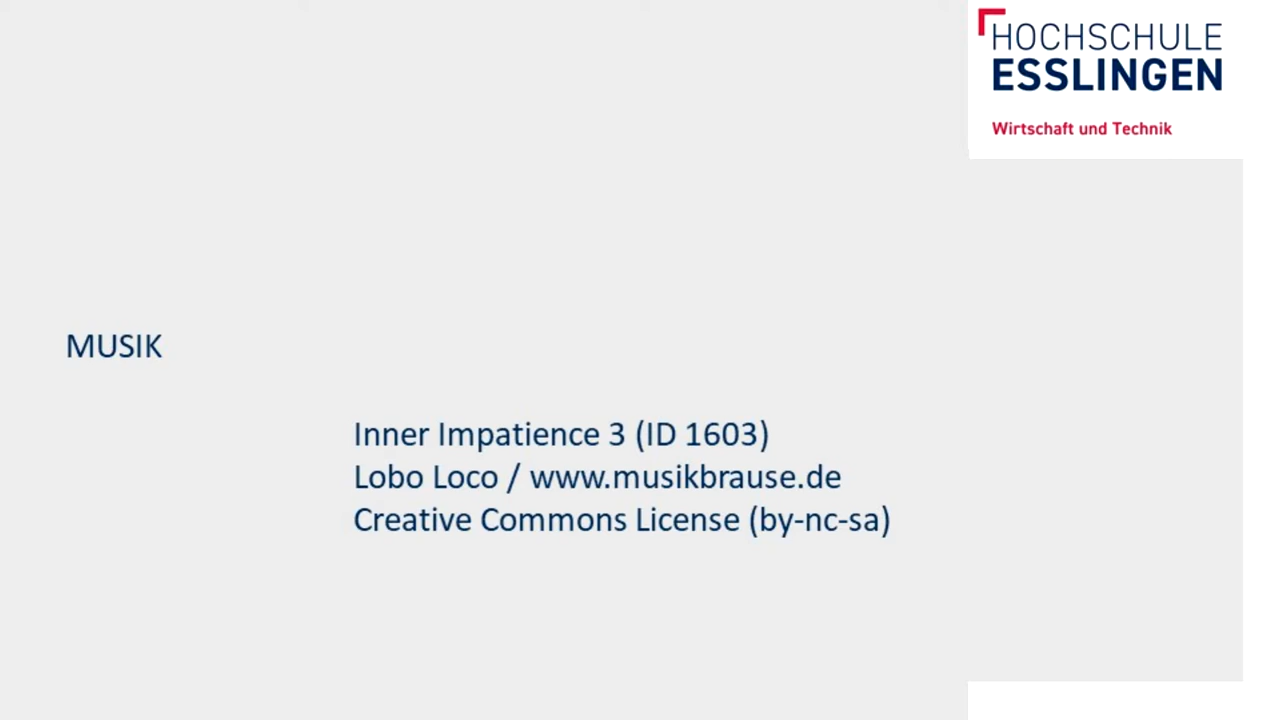 HOCHSCHULE
ESSLINGEN
Wirtschaft und Technik
MUSIK
Inner Impatience 3 (ID 1603)
Lobo Loco / www.musikbrause.de
Creative Commons License (by-nc-sa)